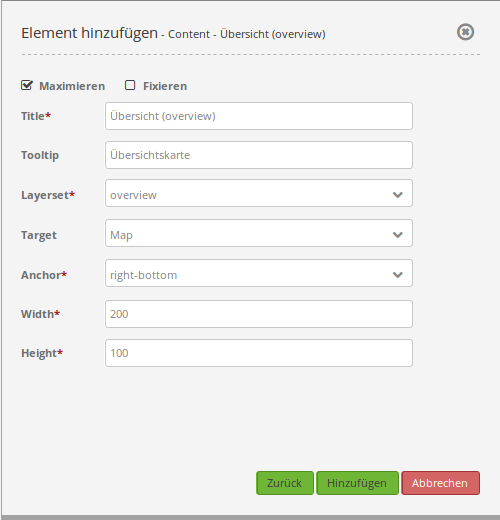 Element hinzufügen - Content - Übersicht (overview)
Maximieren Fixieren
Title* Übersicht (overview)
Tooltip Übersichtskarte
Layerset* overview
Target Map
Anchor* right-bottom
Width* 200
Height* 100
Zurück Hinzufügen Abbrechen